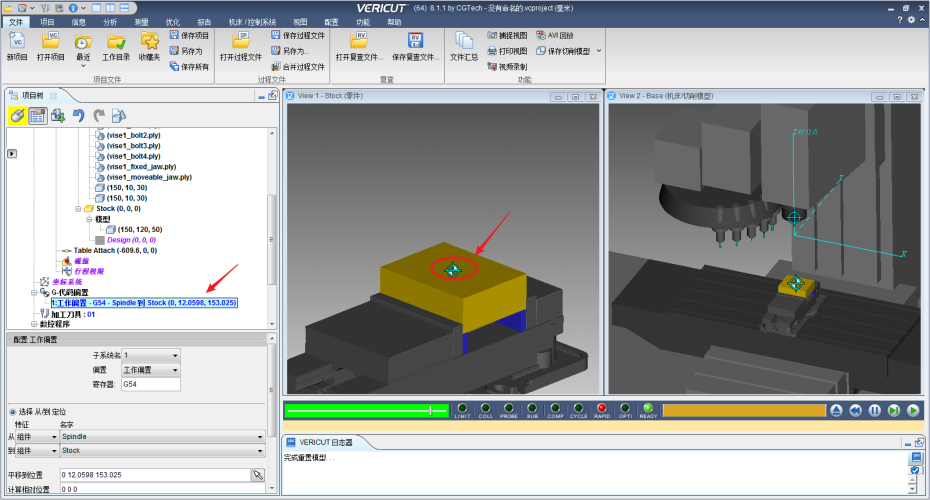 VERICUT (64) 8.1.1 by CGTech - 没有命名的.vcproject (毫米)
文件 项目 信息 分析 测量 优化 报告 机床 / 控制系统 视图 配置 功能 帮助
新项目 打开项目 最近 工作目录 收藏夹
保存项目
另存为
保存所有
项目文件
打开过程文件
保存过程文件
另存为...
合并过程文件
过程文件
打开复查文件... 保存复查文件...
复查
文件汇总
捕捉视图 AVI 回放
打印视图 保存切削模型
视频录制
功能
项目树
(vise1_bolt2.ply)
(vise1_bolt3.ply)
(vise1_bolt4.ply)
(vise1_fixed_jaw.ply)
(vise1_moveable_jaw.ply)
(150, 10, 30)
(150, 10, 30)
Stock (0, 0, 0)
模型
(150, 120, 50)
Design (0, 0, 0)
Table Attach (-609.6, 0, 0)
碰撞
行程极限
坐标系统
G-代码偏置
1:工作偏置 - G54 - Spindle 到 Stock (0, 12.0598, 153.025)
加工刀具 : 01
数控程序
配置 工作偏置
子系统名 1
偏置 工作偏置
寄存器: G54
选择 从/到 定位
特征 名字
从 组件 Spindle
到 组件 Stock
平移到位置 0 12.0598 153.025
计算相对位置 0 0 0
View 1 - Stock (零件)
View 2 - Base (机床/切削模型)
X
LIMIT COLL PROBE SUB COMP CYCLE RAPID OPTI READY
VERICUT 日志器
完成重置模型. . .